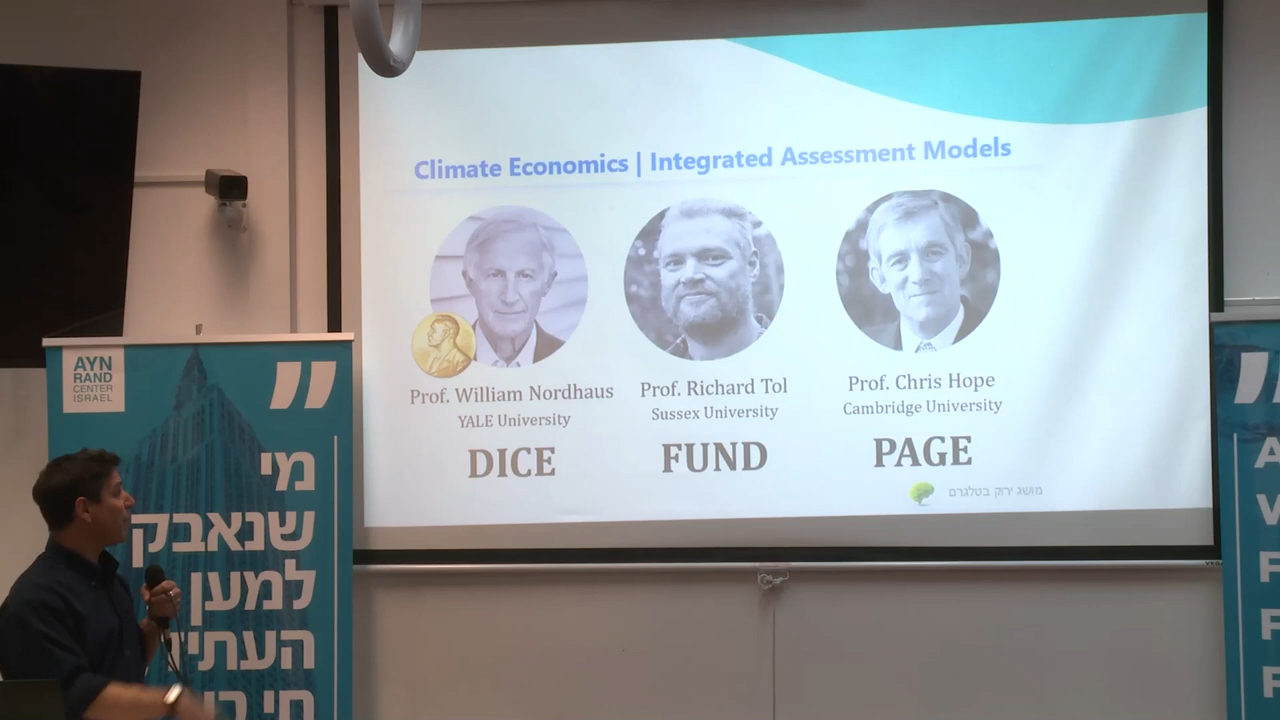 Climate Economics | Integrated Assessment Models
Prof. William Nordhaus
YALE University
DICE
Prof. Richard Tol
Sussex University
FUND
Prof. Chris Hope
Cambridge University
PAGE
מושג ירוק בטלגרם
AYN
RAND
CENTER
ISRAEL
מי
שנאבק
למען
העתיד
A
F